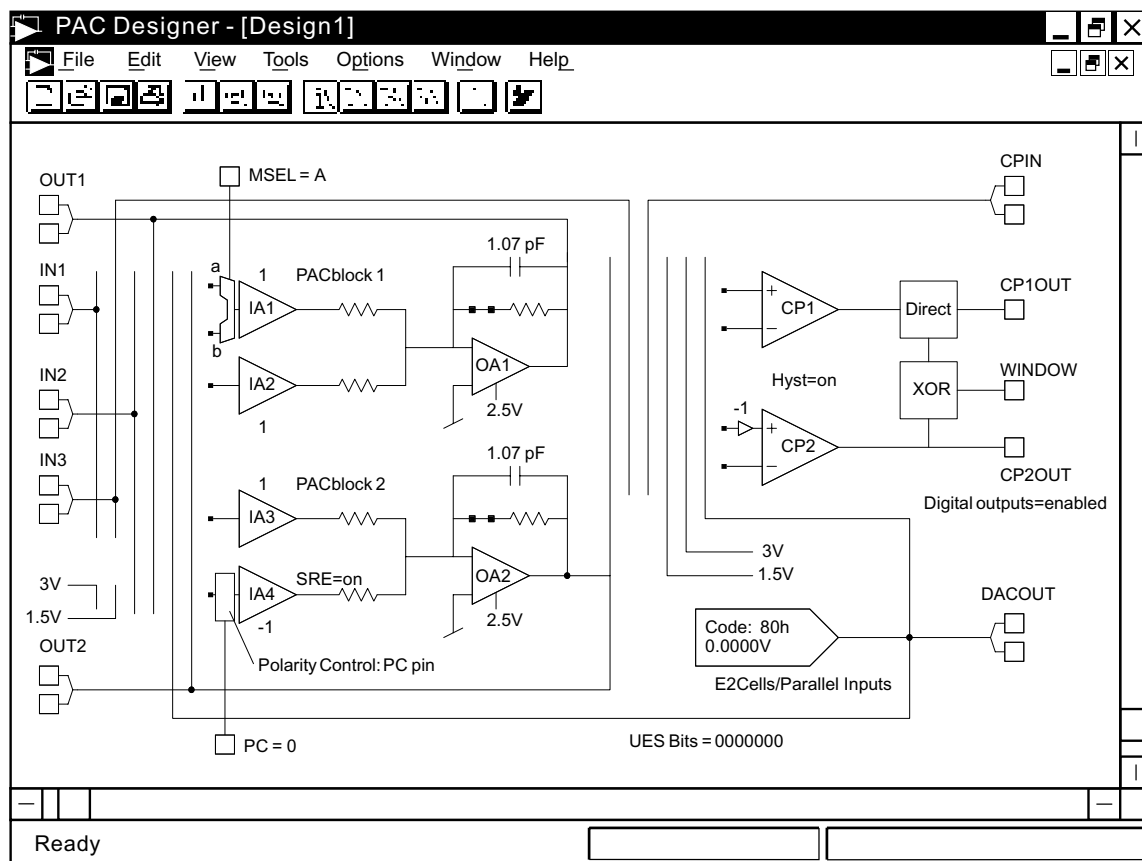 PAC Designer - [Design1]
File Edit View Tools Options Window Help
OUT1
MSEL = A
CPIN
1.07 pF
IN1
a
1
PACblock 1
IA1
+
CP1
−
Direct
CP1OUT
b
IN2
IA2
OA1
Hyst=on
XOR
WINDOW
1
2.5V
-1
+
CP2
−
CP2OUT
IN3
1.07 pF
1
PACblock 2
Digital outputs=enabled
IA3
3V
1.5V
3V
SRE=on
OA2
IA4
1.5V
-1
2.5V
DACOUT
Code: 80h
0.0000V
OUT2
Polarity Control: PC pin
E2Cells/Parallel Inputs
PC = 0
UES Bits = 0000000
Ready